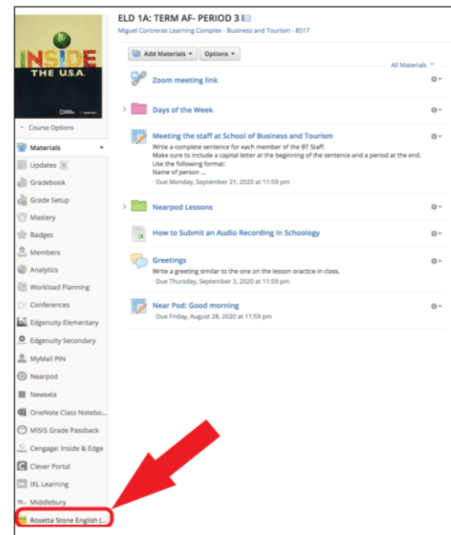 ELD 1A: TERM AF- PERIOD 3
Miguel Contreras Learning Complex - Business and Tourism - 8517
INSIDE
THE U.S.A.
Add Materials
Options
All Materials
Zoom meeting link
Days of the Week
Meeting the staff at School of Business and Tourism
Write a complete sentence for each member of the BT Staff.
Make sure to include a capital letter at the beginning of the sentence and a period at the end.
Use the following format:
Name of person ...
· Due Monday, September 21, 2020 at 11:59 pm
Nearpod Lessons
How to Submit an Audio Recording in Schoology
Greetings
Write a greeting similar to the one on the lesson oractice in class,
· Due Thursday, September 3, 2020 at 11:59 pm
Near Pod: Good morning
· Due Friday, August 28, 2020 at 11:59 pm
Course Options
Materials
Updates
Gradebook
Grade Setup
Mastery
Badges
Members
Analytics
Workload Planning
Conferences
Edgenuity Elementary
Edgenuity Secondary
MyMail PIN
Nearpod
Newsela
OneNote Class Notebo...
MISIS Grade Passback
Cengage: Inside & Edge
Clever Portal
IXL Learning
Middlebury
Rosetta Stone English (...